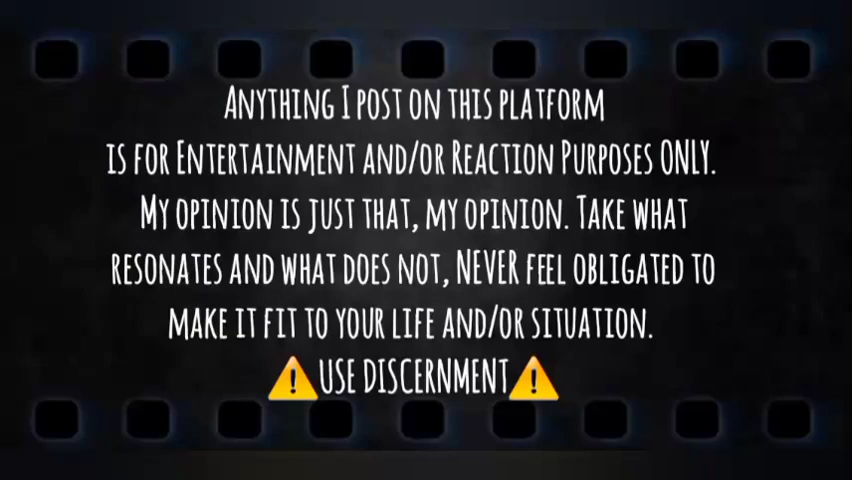 Anything I post on this platform
is for Entertainment and/or Reaction Purposes ONLY.
My opinion is just that, my opinion. Take what
resonates and what does not, NEVER feel obligated to
make it fit to your life and/or situation.
⚠️USE DISCERNMENT⚠️